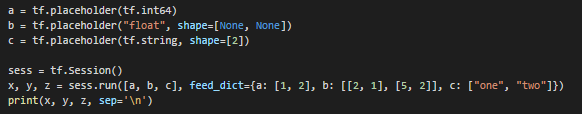 a = tf.placeholder(tf.int64)
b = tf.placeholder("float", shape=[None, None])
c = tf.placeholder(tf.string, shape=[2])
sess = tf.Session()
x, y, z = sess.run([a, b, c], feed_dict={a: [1, 2], b: [[2, 1], [5, 2]], c: ["one", "two"]})
print(x, y, z, sep='\n')